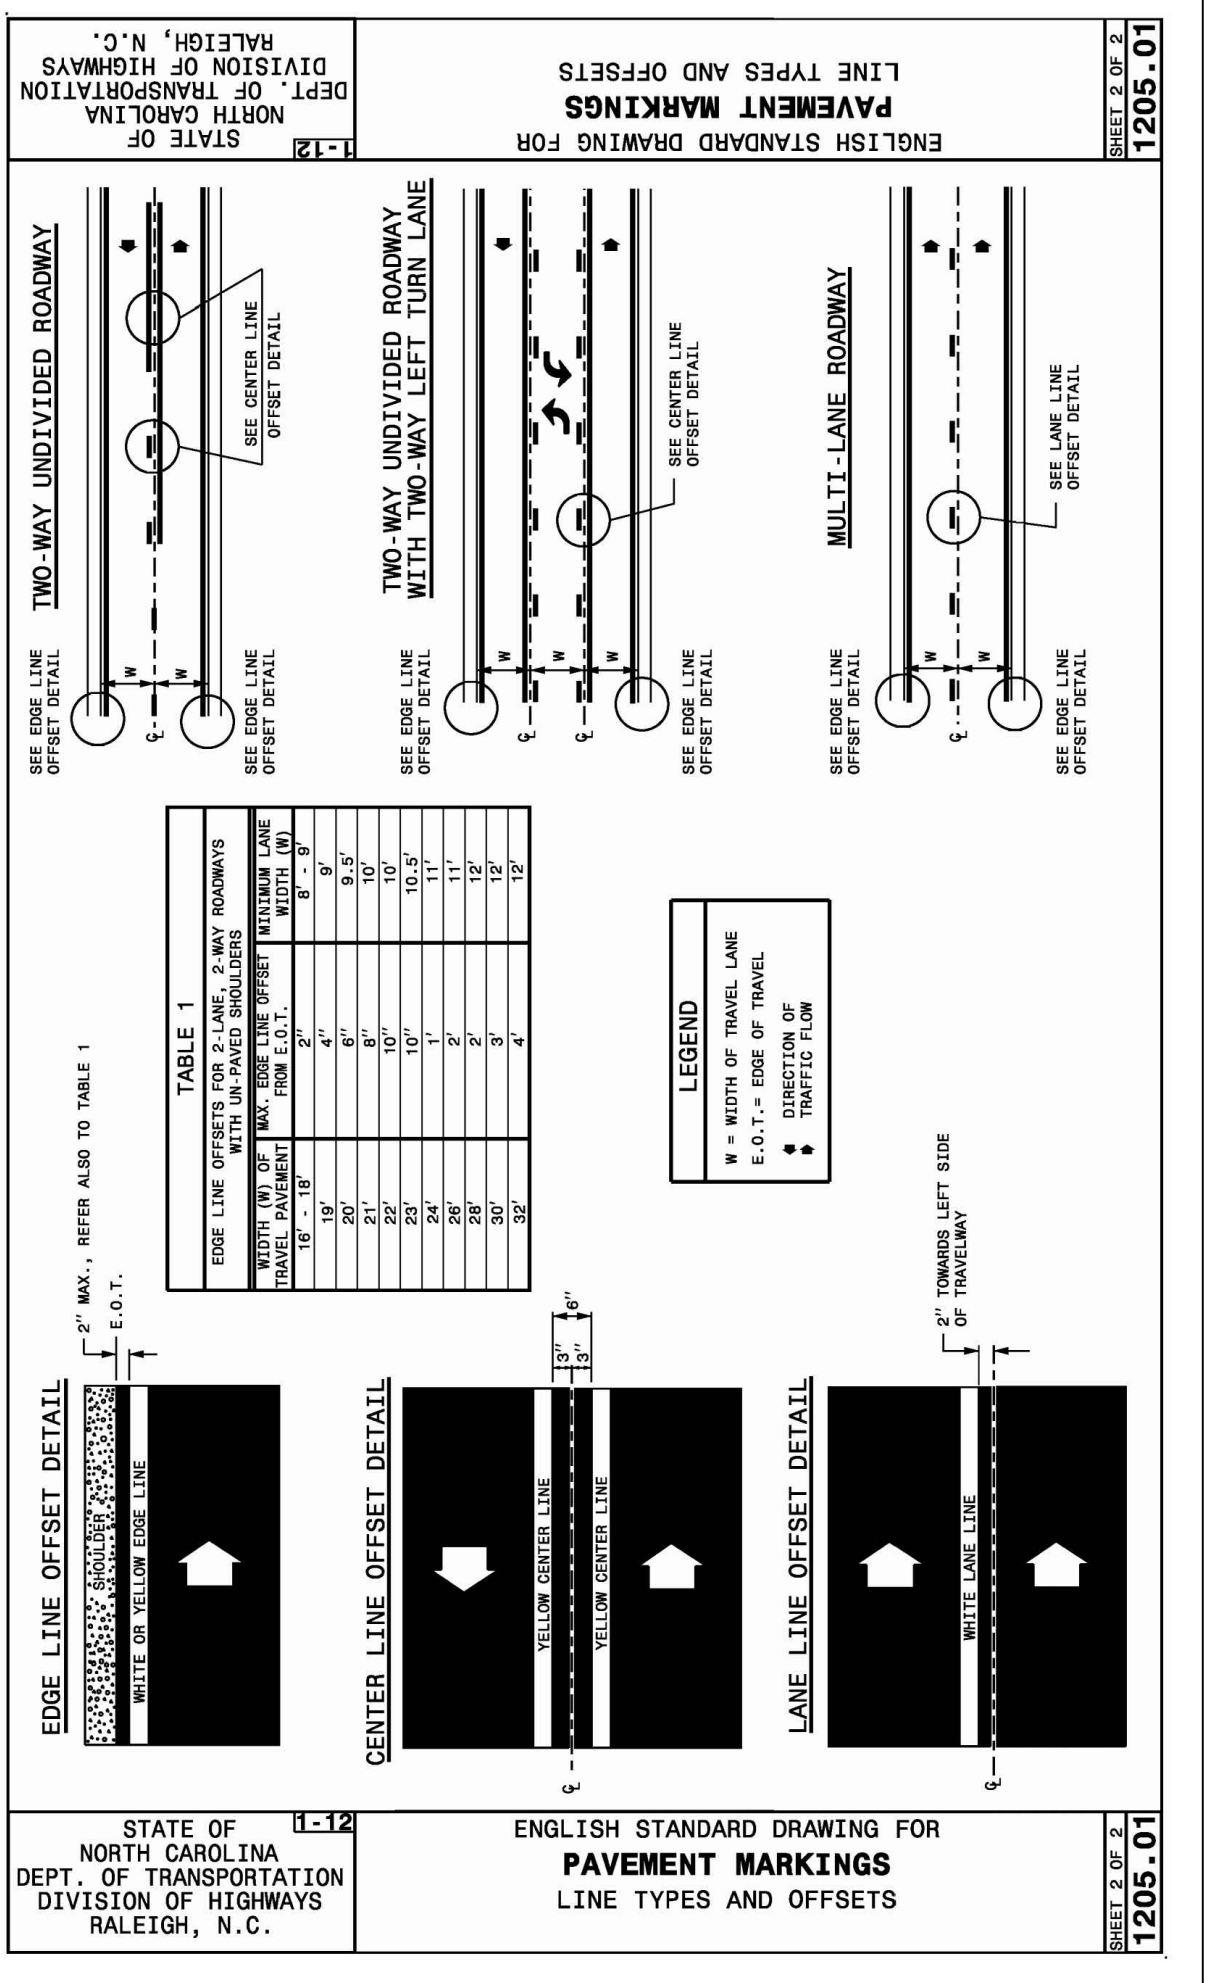 STATE OF
NORTH CAROLINA
DEPT. OF TRANSPORTATION
DIVISION OF HIGHWAYS
RALEIGH, N.C.
1-12
ENGLISH STANDARD DRAWING FOR
PAVEMENT MARKINGS
LINE TYPES AND OFFSETS
SHEET 2 OF 2
1205.01
EDGE LINE OFFSET DETAIL
2" MAX., REFER ALSO TO TABLE 1
E.O.T.
SHOULDER
WHITE OR YELLOW EDGE LINE
CENTER LINE OFFSET DETAIL
YELLOW CENTER LINE
YELLOW CENTER LINE
3"
3"
6"
CL
LANE LINE OFFSET DETAIL
WHITE LANE LINE
2" TOWARDS LEFT SIDE
OF TRAVELWAY
CL
TABLE 1
EDGE LINE OFFSETS FOR 2-LANE, 2-WAY ROADWAYS
WITH UN-PAVED SHOULDERS
WIDTH (W) OF TRAVEL PAVEMENT MAX. EDGE LINE OFFSET FROM E.O.T. MINIMUM LANE WIDTH (W)
16' - 18' 2" 8' - 9'
19' 4" 9'
20' 6" 9.5'
21' 8" 10'
22' 10" 10'
23' 10" 10.5'
24' 1' 11'
26' 2' 11'
28' 2' 12'
30' 3' 12'
32' 4' 12'
LEGEND
W = WIDTH OF TRAVEL LANE
E.O.T.= EDGE OF TRAVEL
DIRECTION OF
TRAFFIC FLOW
TWO-WAY UNDIVIDED ROADWAY
SEE EDGE LINE
OFFSET DETAIL
W
W
CL
SEE EDGE LINE
OFFSET DETAIL
SEE CENTER LINE
OFFSET DETAIL
TWO-WAY UNDIVIDED ROADWAY
WITH TWO-WAY LEFT TURN LANE
SEE EDGE LINE
OFFSET DETAIL
W
W
W
CL
CL
SEE EDGE LINE
OFFSET DETAIL
SEE CENTER LINE
OFFSET DETAIL
MULTI-LANE ROADWAY
SEE EDGE LINE
OFFSET DETAIL
W
W
CL
SEE EDGE LINE
OFFSET DETAIL
SEE LANE LINE
OFFSET DETAIL
STATE OF
NORTH CAROLINA
DEPT. OF TRANSPORTATION
DIVISION OF HIGHWAYS
RALEIGH, N.C.
1-12
ENGLISH STANDARD DRAWING FOR
PAVEMENT MARKINGS
LINE TYPES AND OFFSETS
SHEET 2 OF 2
1205.01